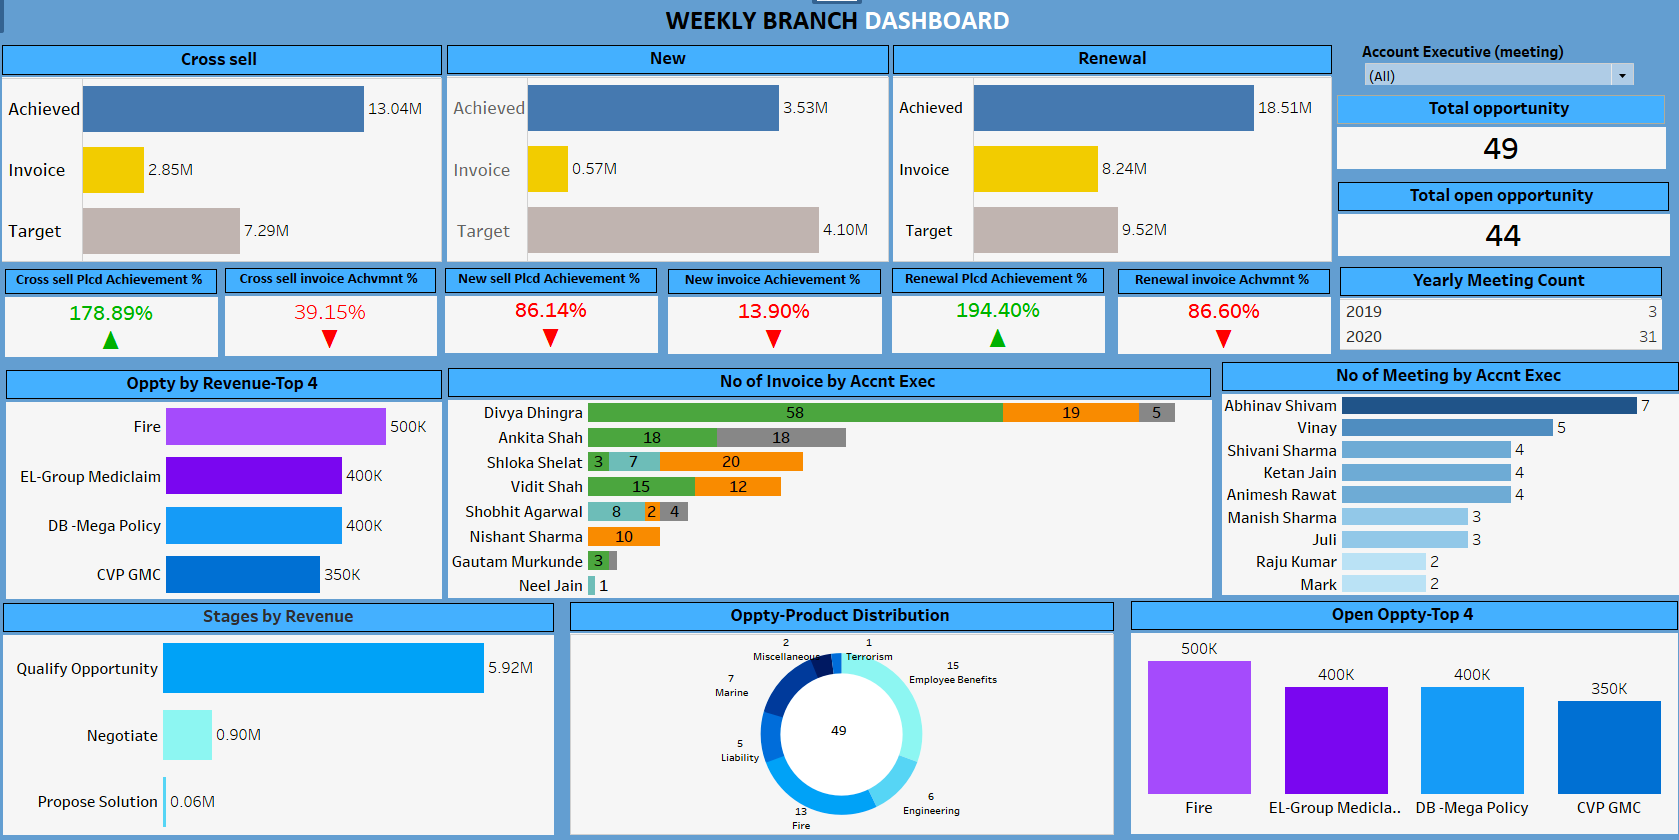 WEEKLY BRANCH DASHBOARD
Cross sell
Achieved 13.04M
Invoice 2.85M
Target 7.29M
New
Achieved 3.53M
Invoice 0.57M
Target 4.10M
Renewal
Achieved 18.51M
Invoice 8.24M
Target 9.52M
Account Executive (meeting)
(All)
Total opportunity
49
Total open opportunity
44
Cross sell Plcd Achievement %
178.89%
Cross sell invoice Achvmnt %
39.15%
New sell Plcd Achievement %
86.14%
New invoice Achievement %
13.90%
Renewal Plcd Achievement %
194.40%
Renewal invoice Achvmnt %
86.60%
Yearly Meeting Count
2019 3
2020 31
Oppty by Revenue-Top 4
Fire 500K
EL-Group Mediclaim 400K
DB -Mega Policy 400K
CVP GMC 350K
No of Invoice by Accnt Exec
Divya Dhingra 58 19 5
Ankita Shah 18 18
Shloka Shelat 3 7 20
Vidit Shah 15 12
Shobhit Agarwal 8 2 4
Nishant Sharma 10
Gautam Murkunde 3
Neel Jain 1
No of Meeting by Accnt Exec
Abhinav Shivam 7
Vinay 5
Shivani Sharma 4
Ketan Jain 4
Animesh Rawat 4
Manish Sharma 3
Juli 3
Raju Kumar 2
Mark 2
Stages by Revenue
Qualify Opportunity 5.92M
Negotiate 0.90M
Propose Solution 0.06M
Oppty-Product Distribution
2
Miscellaneous
1
Terrorism
15
Employee Benefits
7
Marine
49
5
Liability
6
Engineering
13
Fire
Open Oppty-Top 4
500K
400K
400K
350K
Fire
EL-Group Medicla..
DB -Mega Policy
CVP GMC